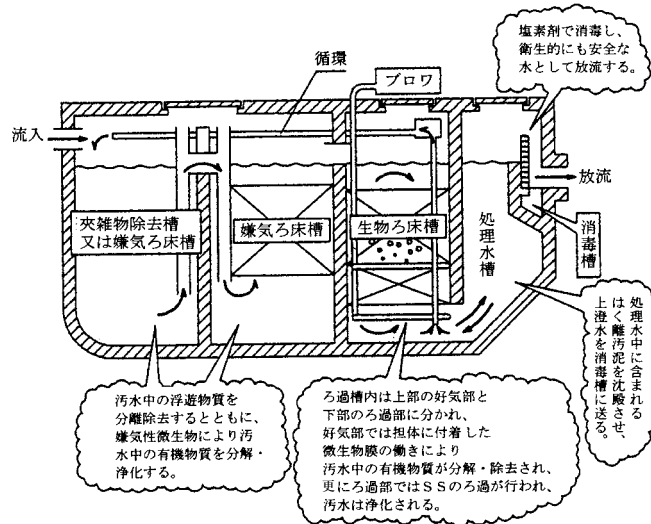 塩素剤で消毒し、
衛生的にも安全な
水として放流する。
循環
ブロワ
流入
放流
夾雑物除去槽
又は嫌気ろ床槽
嫌気ろ床槽
生物ろ床槽
処理水槽
消毒槽
処理水中に含まれる
はく離汚泥を沈殿させ、
上澄水を消毒槽に送る。
汚水中の浮遊物質を
分離除去するとともに、
嫌気性微生物により汚
水中の有機物質を分解・
浄化する。
ろ過槽内は上部の好気部と
下部のろ過部に分かれ、
好気部では担体に付着した
微生物膜の働きにより
汚水中の有機物質が分解・除去され、
更にろ過部ではＳＳのろ過が行われ、
汚水は浄化される。